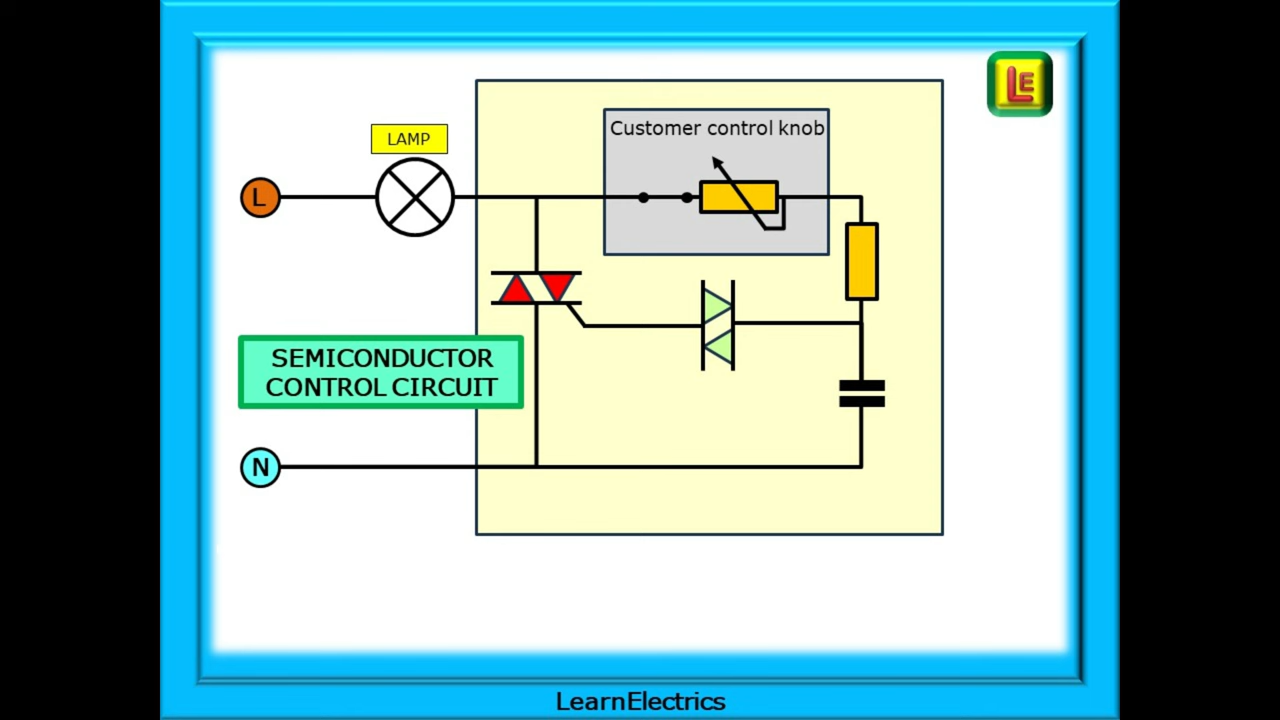 LE
Customer control knob
LAMP
L
SEMICONDUCTOR
CONTROL CIRCUIT
N
LearnElectrics